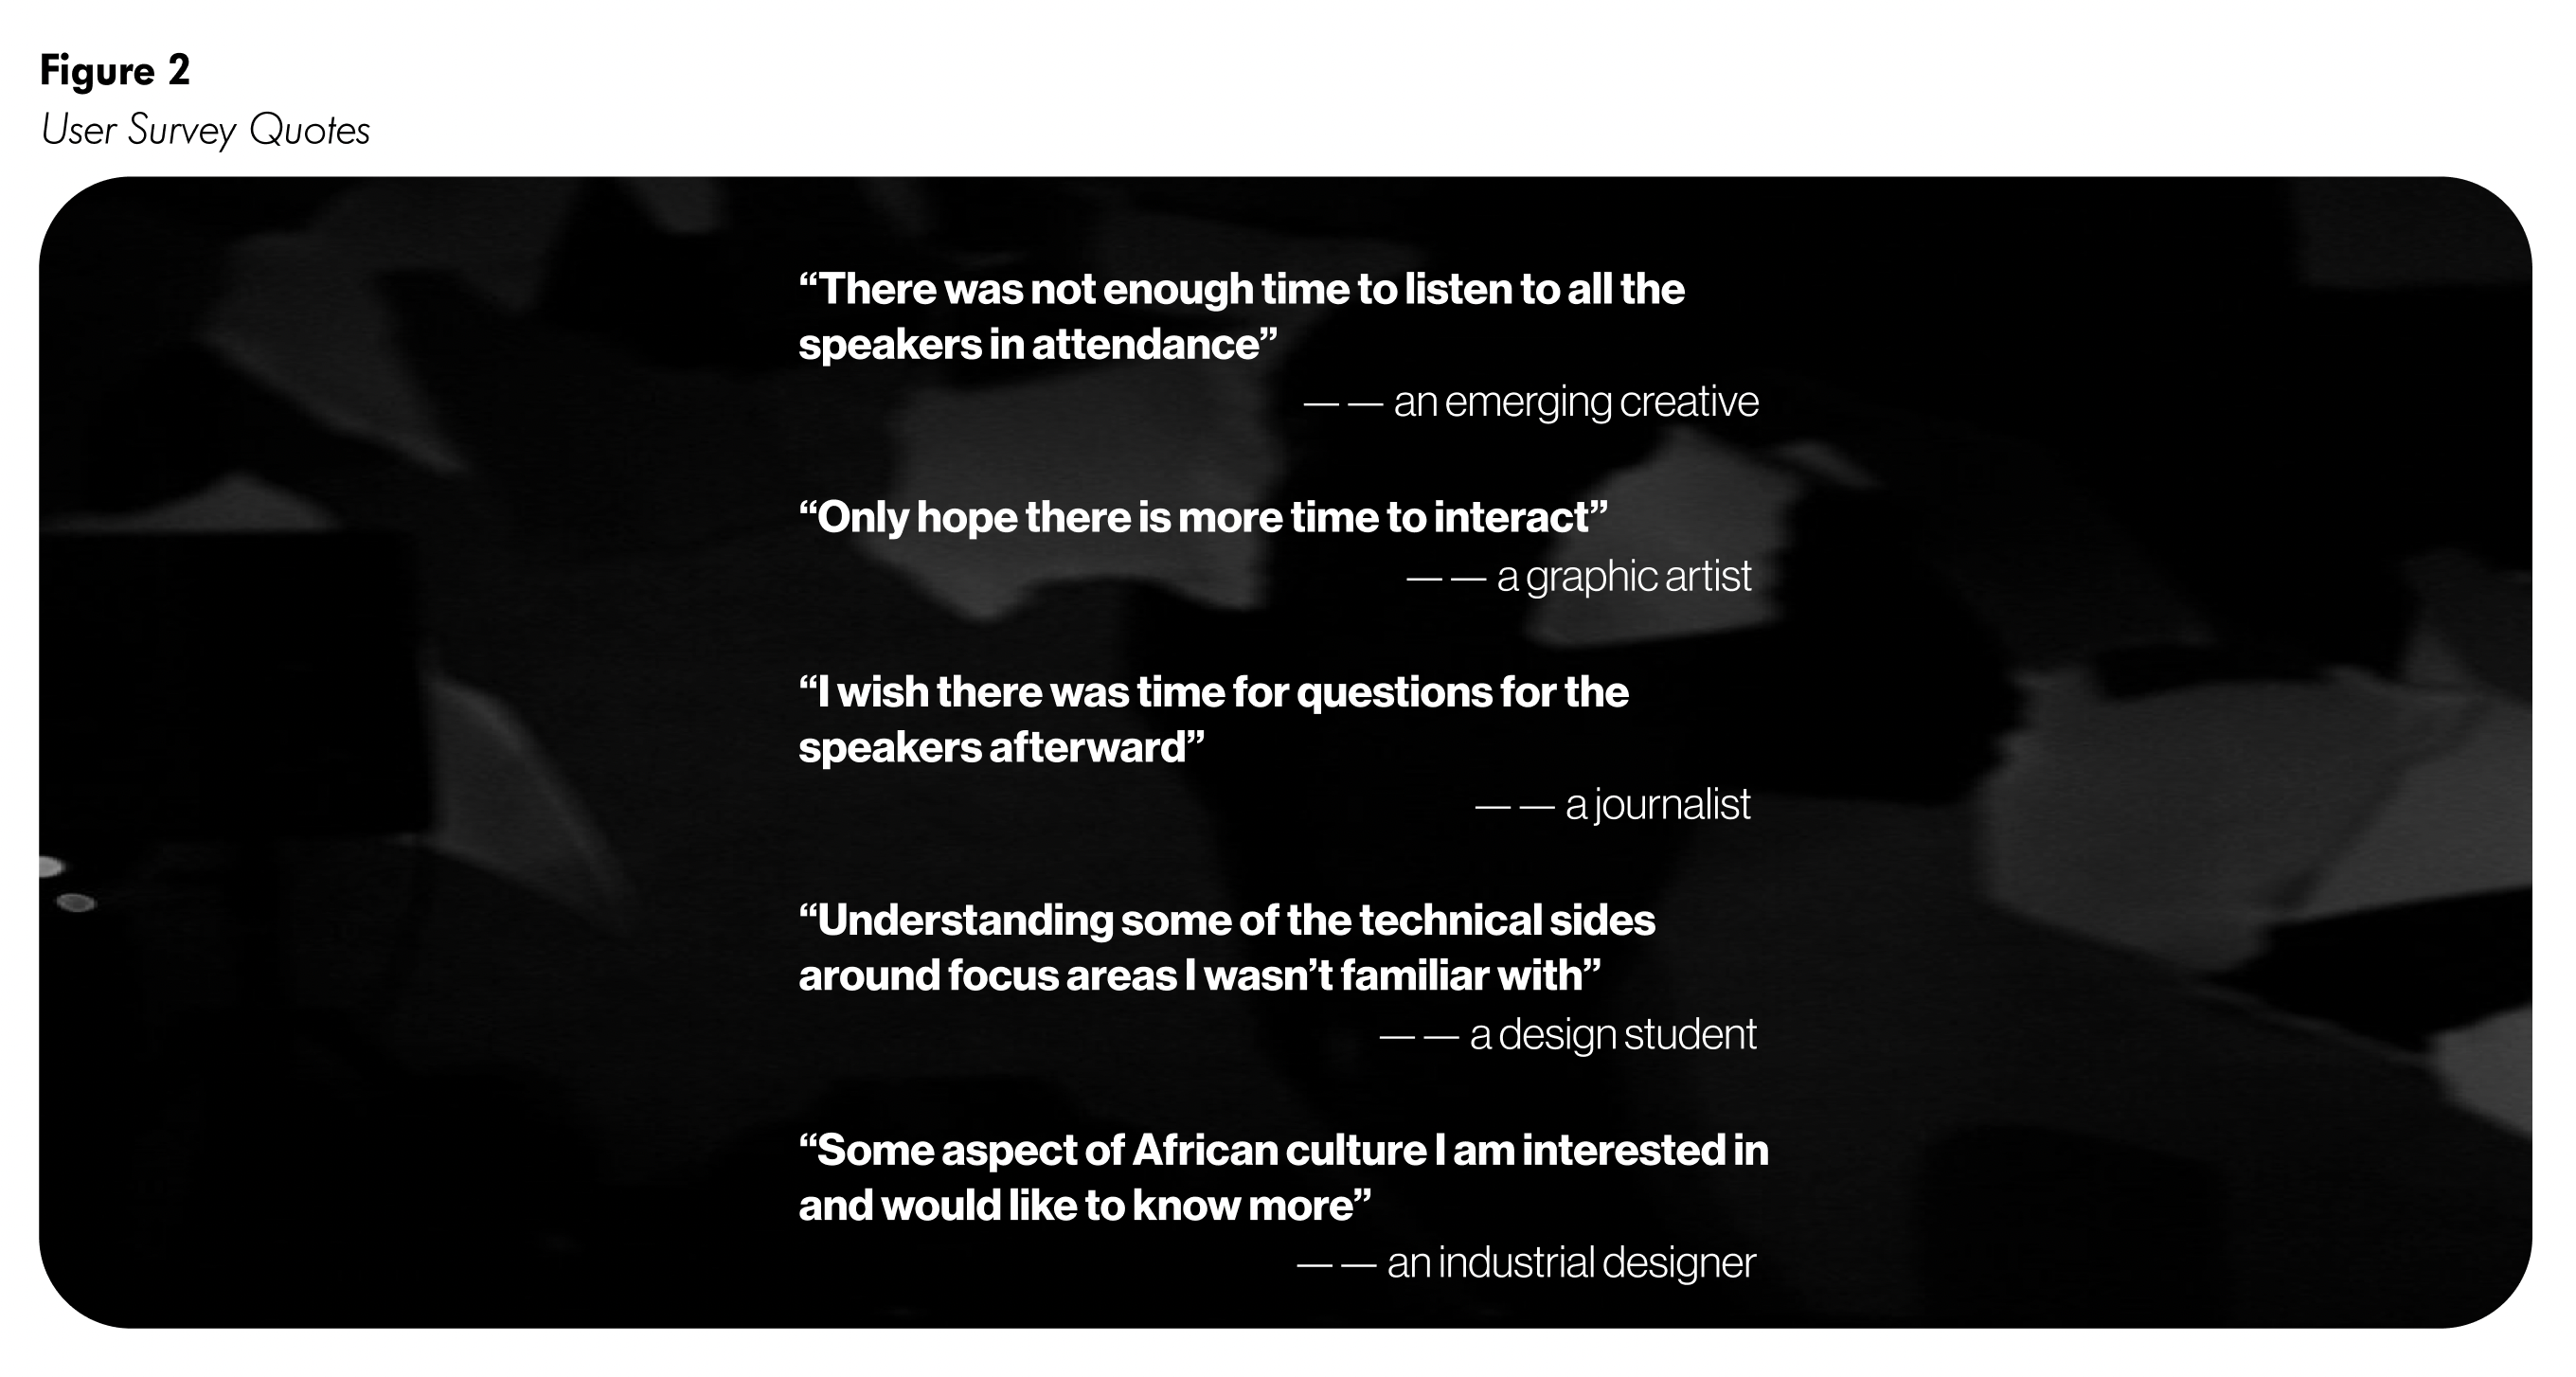 Figure 2
User Survey Quotes
“There was not enough time to listen to all the
speakers in attendance”
— — an emerging creative
“Only hope there is more time to interact”
— — a graphic artist
“I wish there was time for questions for the
speakers afterward”
— — a journalist
“Understanding some of the technical sides
around focus areas I wasn’t familiar with”
— — a design student
“Some aspect of African culture I am interested in
and would like to know more”
— — an industrial designer